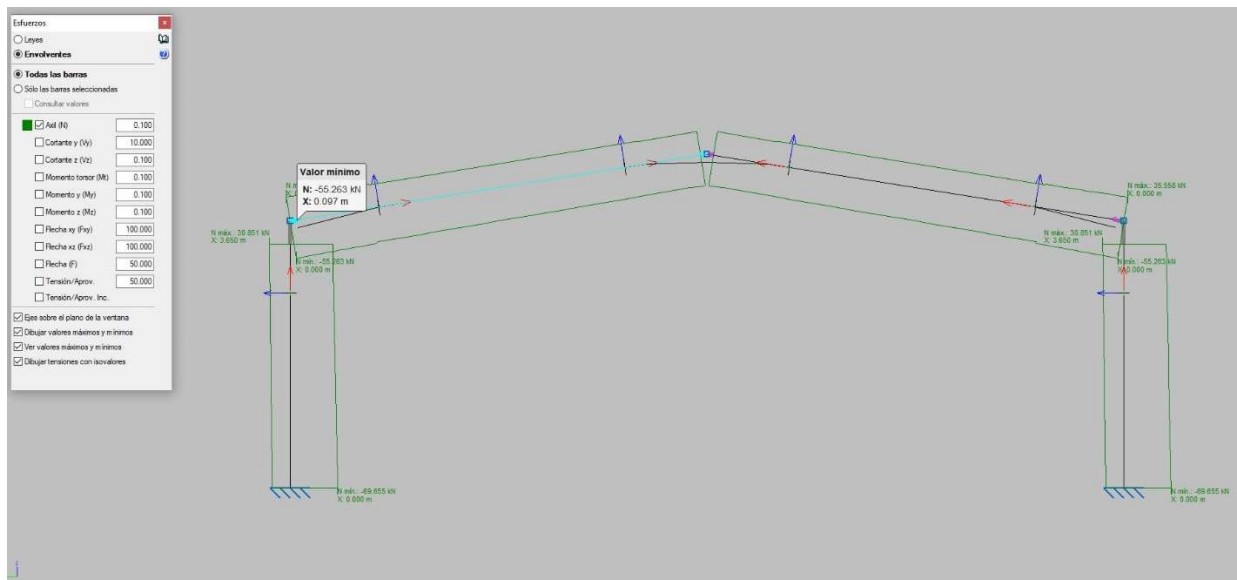 Esfuerzos
Leyes
Envolventes
Todas las barras
Sólo las barras seleccionadas
Consultar valores
Axil (N) 0.100
Cortante y (Vy) 10.000
Cortante z (Vz) 0.100
Momento torsor (Mt) 0.100
Momento y (My) 0.100
Momento z (Mz) 0.100
Flecha xy (Fxy) 100.000
Flecha xz (Fxz) 100.000
Flecha (F) 50.000
Tensión/Aprov. 50.000
Tensión/Aprov. Inc.
Ejes sobre el plano de la ventana
Dibujar valores máximos y mínimos
Ver valores máximos y mínimos
Dibujar tensiones con isovalores
Valor mínimo
N: -55.263 kN
X: 0.097 m
N máx.: 35.558 kN
X: 0.000 m
N máx.: 30.851 kN
X: 3.650 m
N máx.: 30.851 kN
X: 3.650 m
N mín.: -55.263 kN
X: 0.000 m
N mín.: -55.263 kN
X: 0.000 m
N mín.: -69.655 kN
X: 0.000 m
N mín.: -69.655 kN
X: 0.000 m